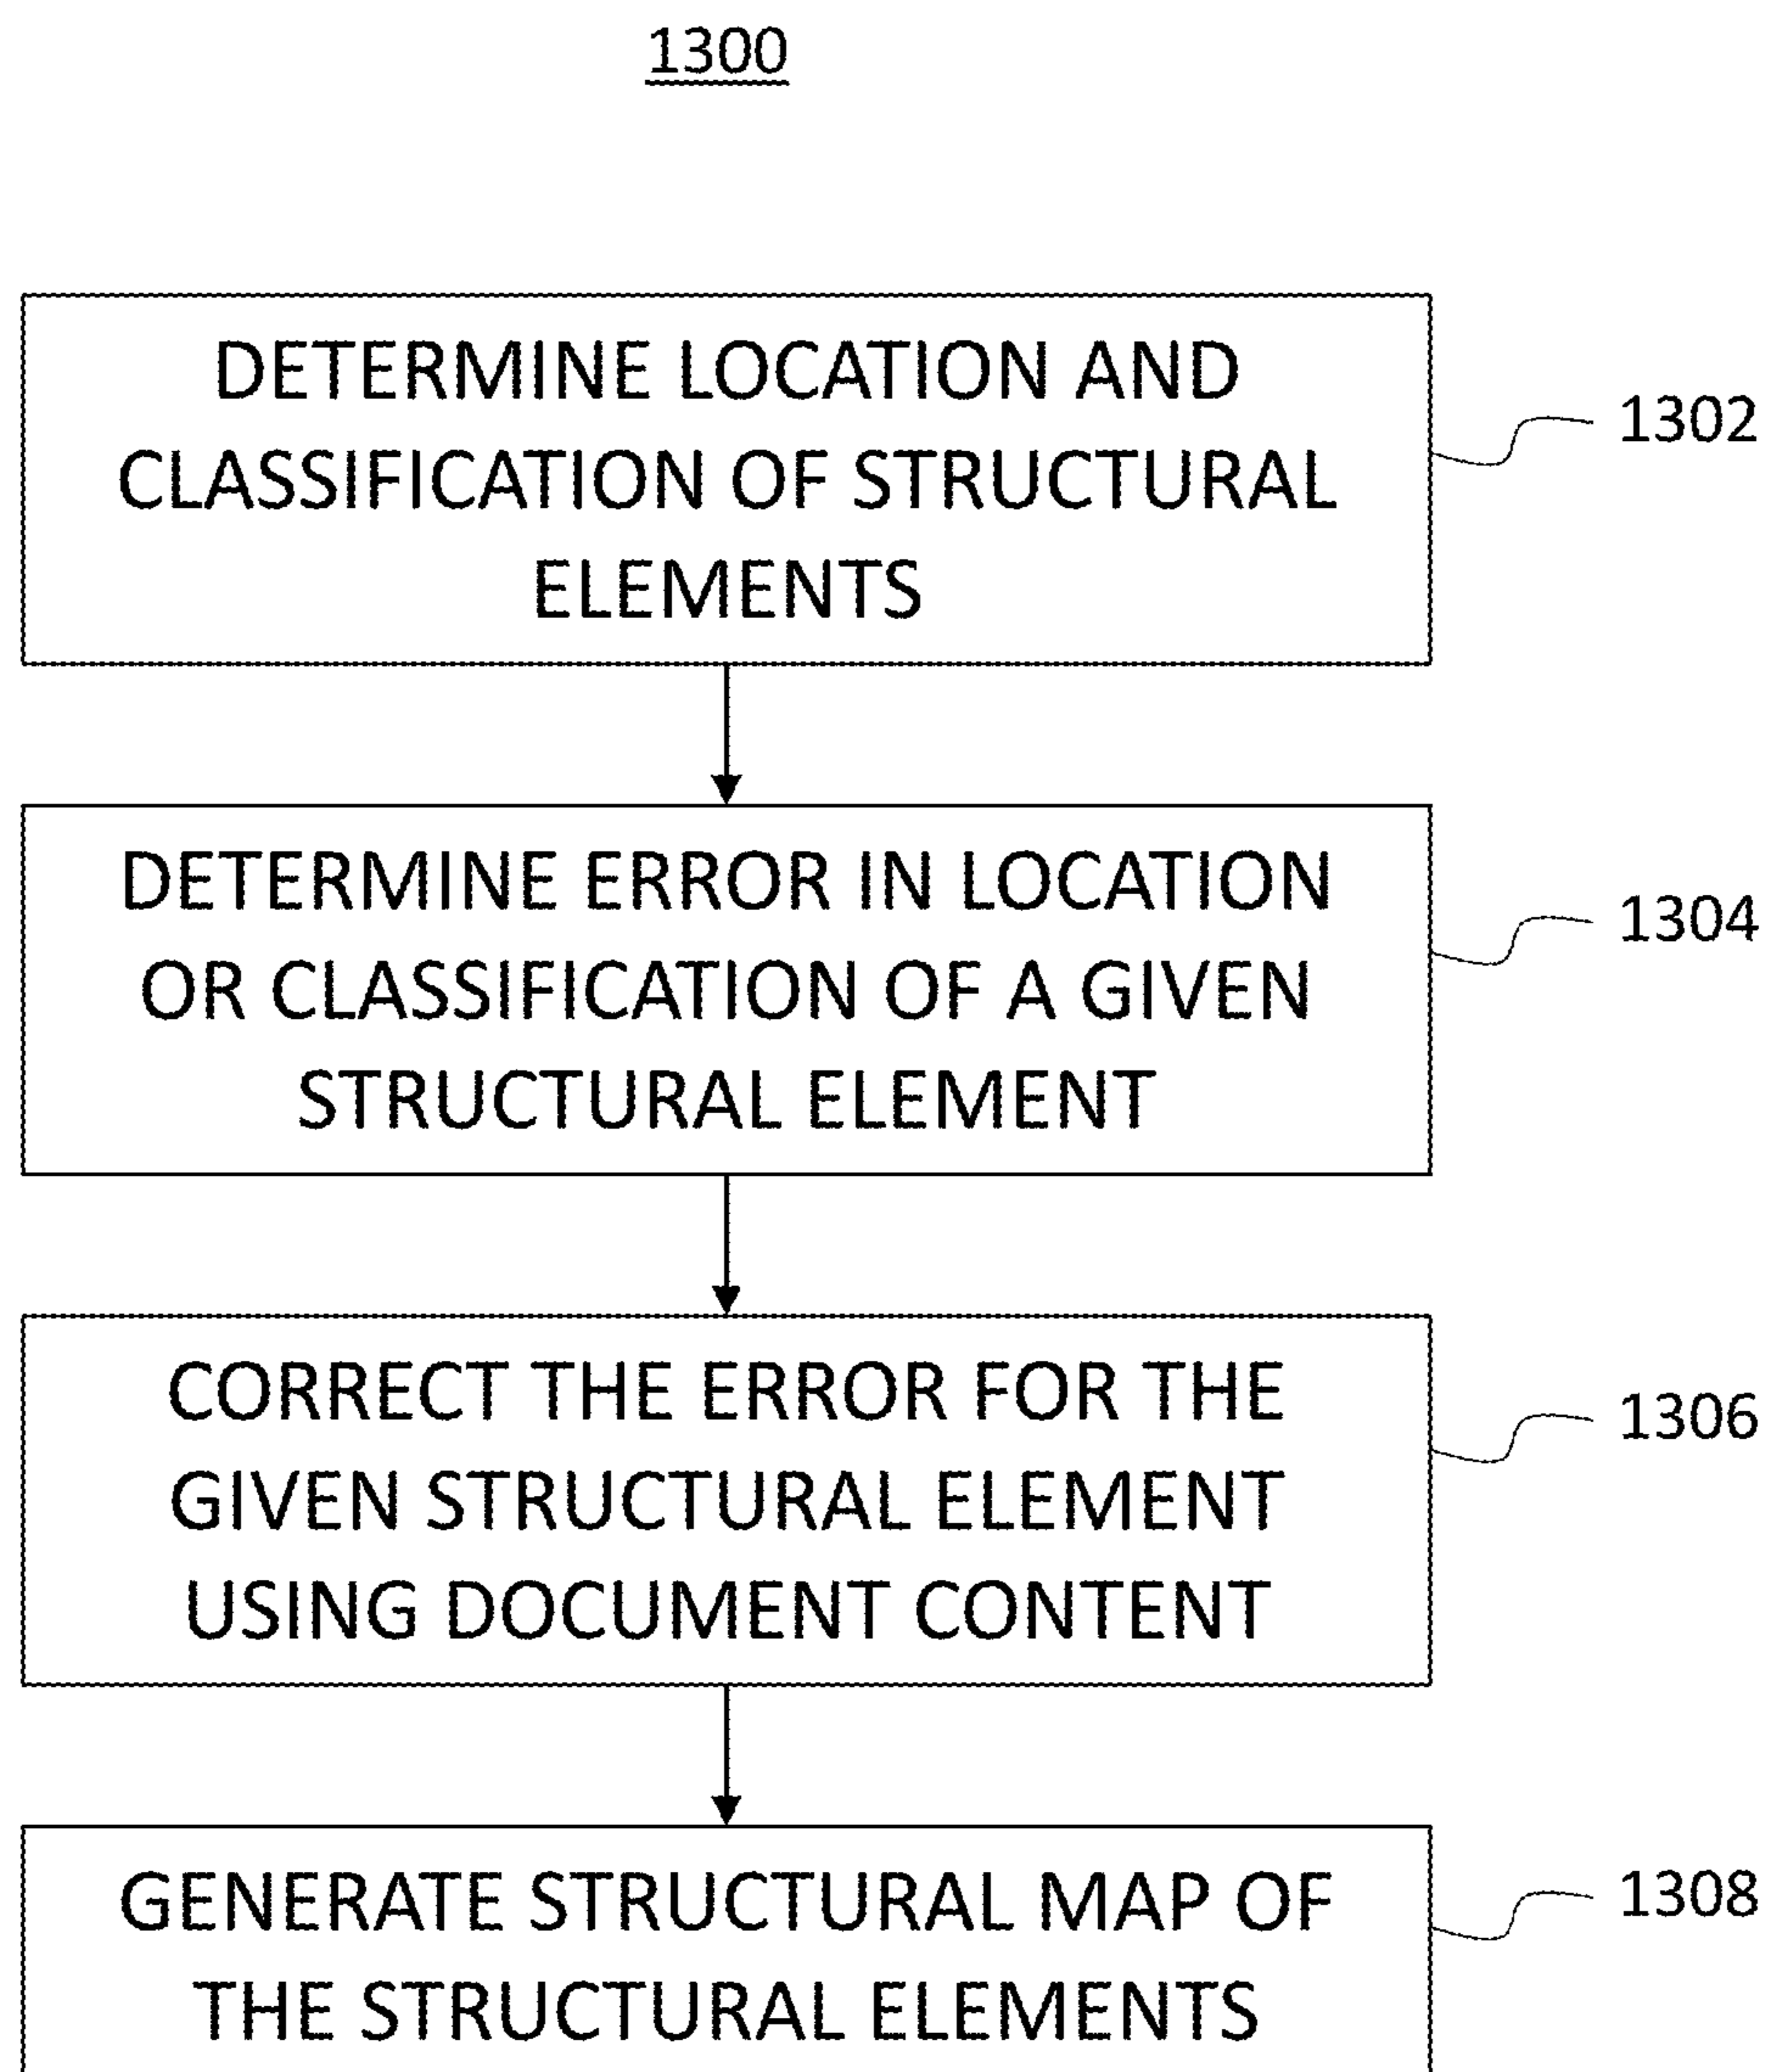 1300
DETERMINE LOCATION AND
CLASSIFICATION OF STRUCTURAL
ELEMENTS
1302
DETERMINE ERROR IN LOCATION
OR CLASSIFICATION OF A GIVEN
STRUCTURAL ELEMENT
1304
CORRECT THE ERROR FOR THE
GIVEN STRUCTURAL ELEMENT
USING DOCUMENT CONTENT
1306
GENERATE STRUCTURAL MAP OF
THE STRUCTURAL ELEMENTS
1308